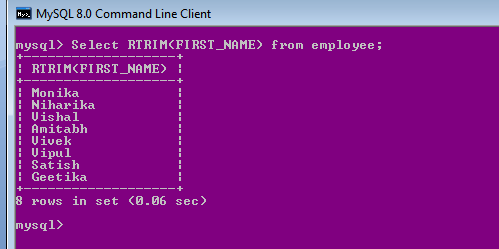 MySQL 8.0 Command Line Client
mysql> Select RTRIM(FIRST_NAME) from employee;
+-------------------+
| RTRIM(FIRST_NAME) |
+-------------------+
| Monika            |
| Niharika          |
| Vishal            |
| Amitabh           |
| Vivek             |
| Vipul             |
| Satish            |
| Geetika           |
+-------------------+
8 rows in set (0.06 sec)
mysql>